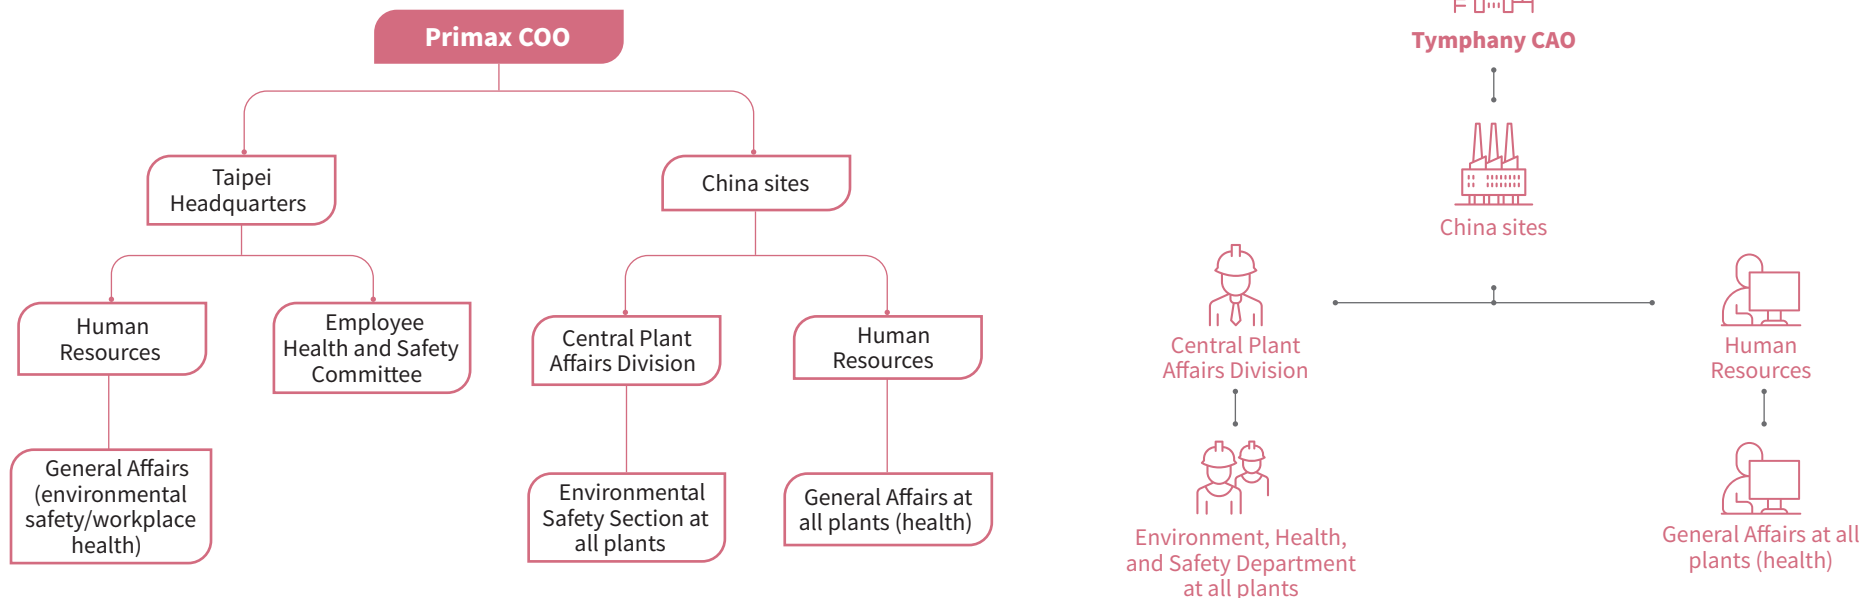 Primax COO
Taipei
Headquarters
China sites
Human
Resources
Employee
Health and Safety
Committee
Central Plant
Affairs Division
Human
Resources
General Affairs
(environmental
safety/workplace
health)
Environmental
Safety Section at
all plants
General Affairs at
all plants (health)
Tymphany CAO
China sites
Central Plant
Affairs Division
Human
Resources
Environment, Health,
and Safety Department
at all plants
General Affairs at all
plants (health)